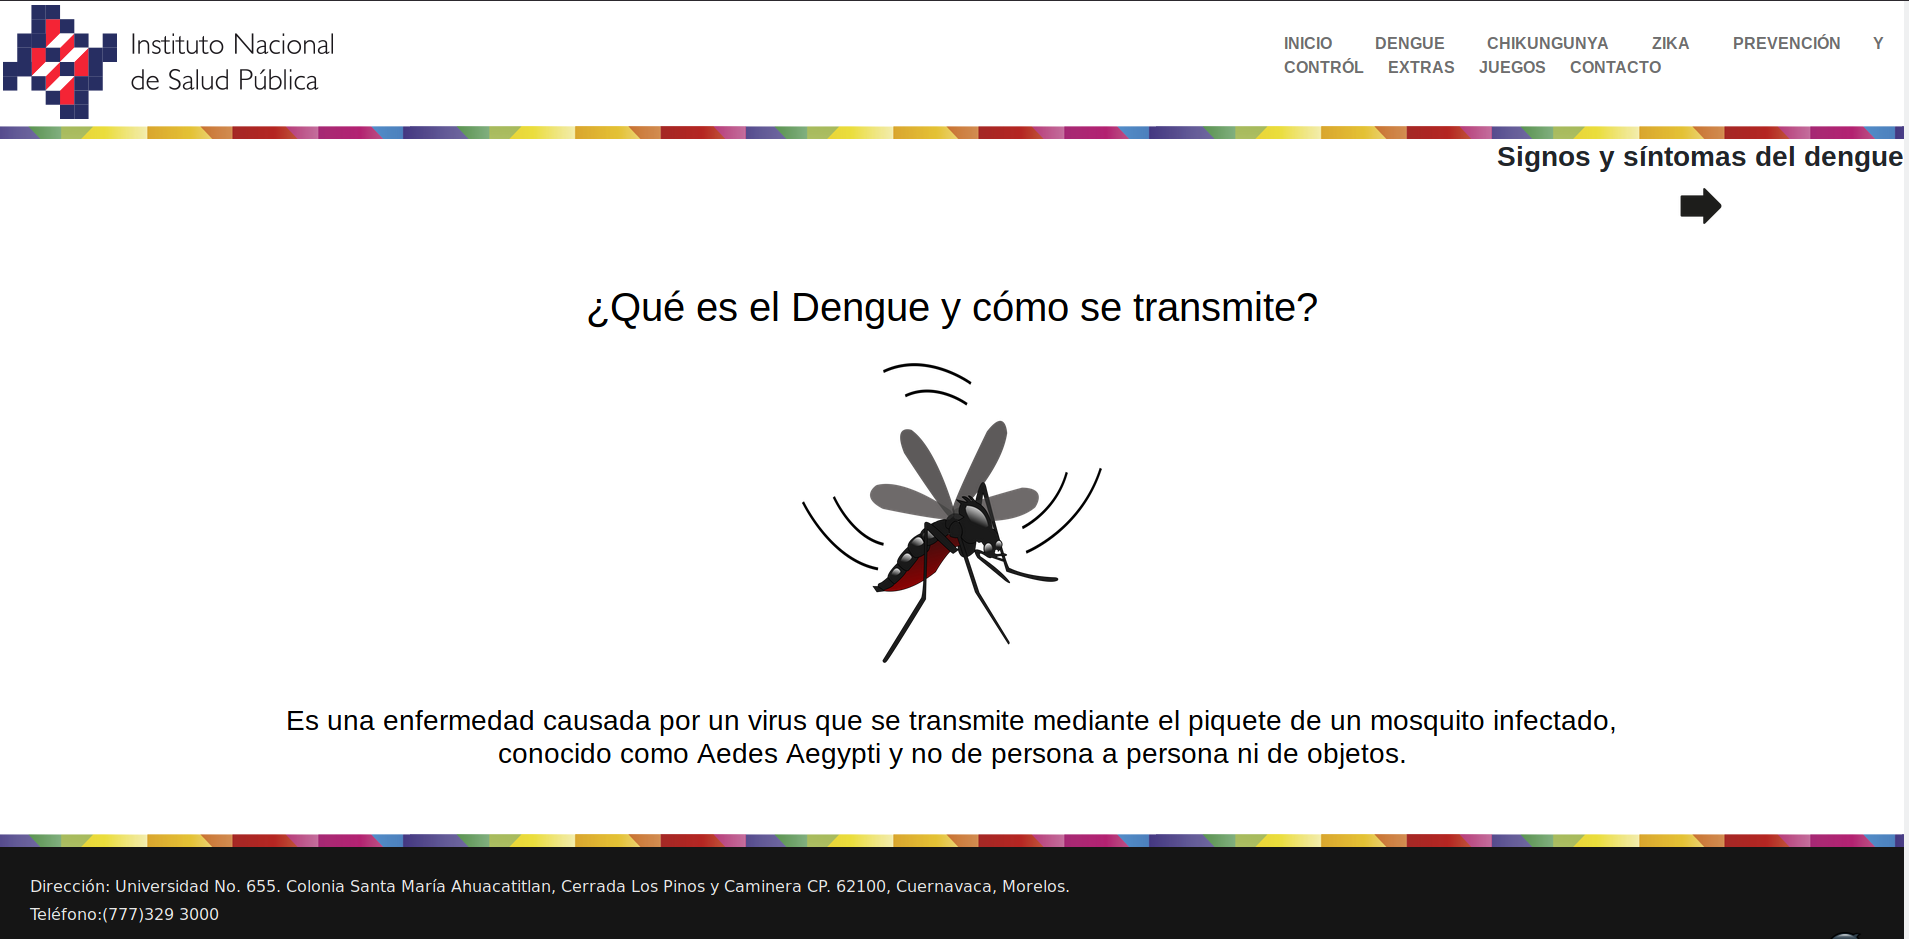 Instituto Nacional
de Salud Pública
INICIO DENGUE CHIKUNGUNYA ZIKA PREVENCIÓN Y
CONTRÓL EXTRAS JUEGOS CONTACTO
Signos y síntomas del dengue
¿Qué es el Dengue y cómo se transmite?
Es una enfermedad causada por un virus que se transmite mediante el piquete de un mosquito infectado,
conocido como Aedes Aegypti y no de persona a persona ni de objetos.
Dirección: Universidad No. 655. Colonia Santa María Ahuacatitlan, Cerrada Los Pinos y Caminera CP. 62100, Cuernavaca, Morelos.
Teléfono:(777)329 3000